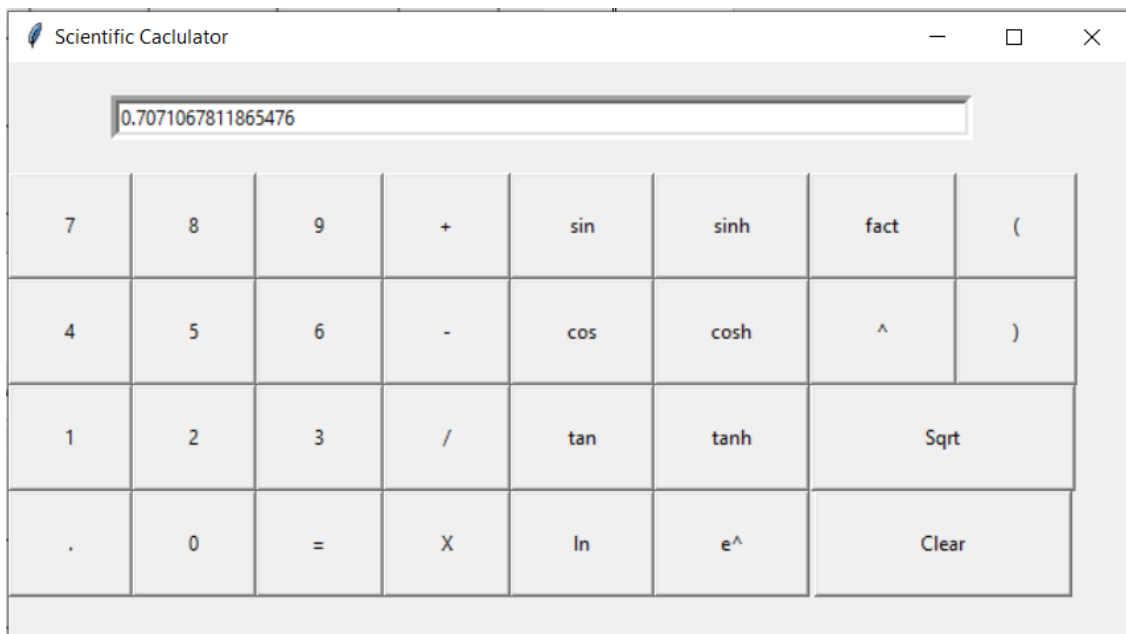 Scientific Caclulator
0.7071067811865476
7 8 9 + sin sinh fact (
4 5 6 - cos cosh ^ )
1 2 3 / tan tanh Sqrt
. 0 = X ln e^ Clear